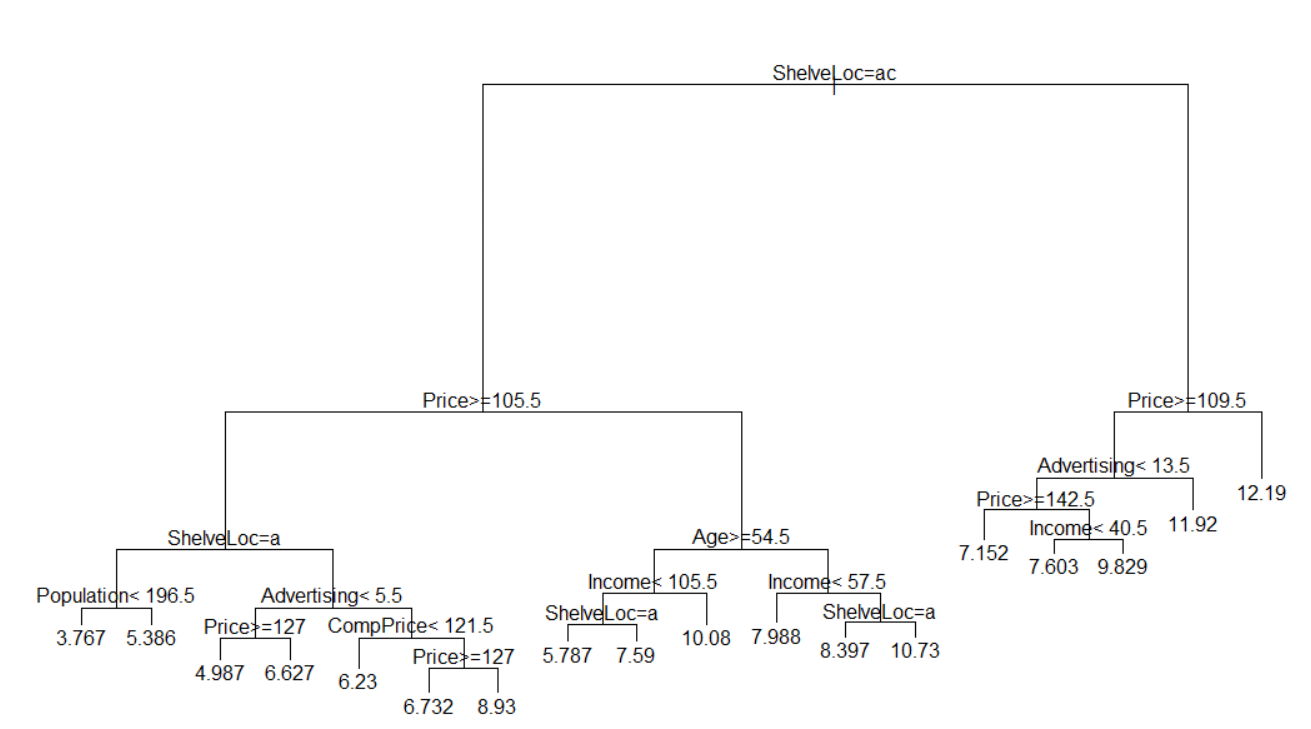 ShelveLoc=ac
Price>=105.5
Price>=109.5
Advertising< 13.5
12.19
Price>=142.5
11.92
Income< 40.5
7.152
7.603
9.829
ShelveLoc=a
Age>=54.5
Population< 196.5
Advertising< 5.5
Income< 105.5
Income< 57.5
3.767
5.386
Price>=127
CompPrice< 121.5
ShelveLoc=a
10.08
7.988
ShelveLoc=a
4.987
6.627
6.23
Price>=127
5.787
7.59
8.397
10.73
6.732
8.93